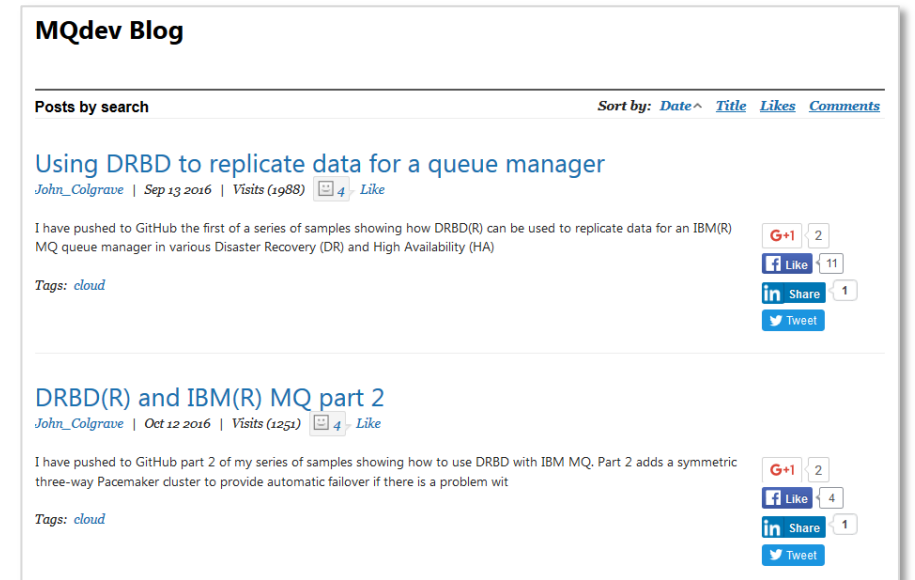 MQdev Blog
Posts by search Sort by: Date^ Title Likes Comments
Using DRBD to replicate data for a queue manager
John_Colgrave | Sep 13 2016 | Visits (1988) 4 Like
I have pushed to GitHub the first of a series of samples showing how DRBD(R) can be used to replicate data for an IBM(R)
MQ queue manager in various Disaster Recovery (DR) and High Availability (HA)
Tags: cloud
G+1 2
f Like 11
in Share 1
Tweet
DRBD(R) and IBM(R) MQ part 2
John_Colgrave | Oct 12 2016 | Visits (1251) 4 Like
I have pushed to GitHub part 2 of my series of samples showing how to use DRBD with IBM MQ. Part 2 adds a symmetric
three-way Pacemaker cluster to provide automatic failover if there is a problem wit
Tags: cloud
G+1 2
f Like 4
in Share 1
Tweet